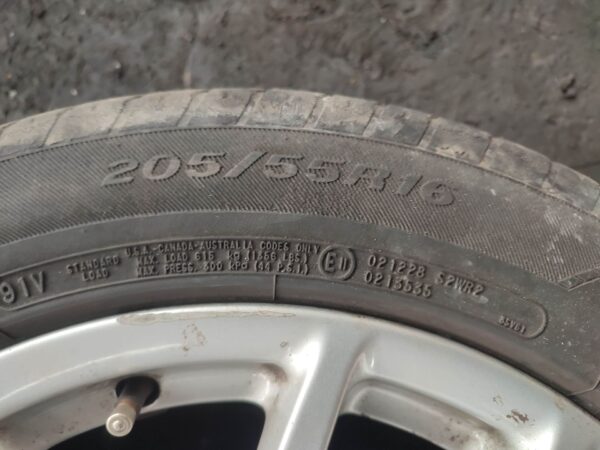 205/55R16
91V
STANDARD LOAD
U.S.A.-CANADA-AUSTRALIA CODES ONLY
MAX. LOAD 615 kg (1356 LBS)
MAX. PRESS. 300 kPa (44 P.S.I.)
E11
021228 S2WR2
0213535